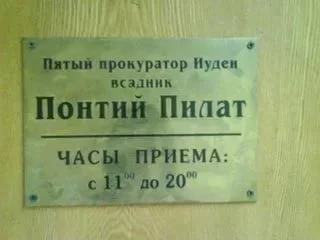 Пятый прокуратор Иудеи
всадник
Понтий Пилат
ЧАСЫ ПРИЕМА:
с 11⁰⁰ до 20⁰⁰